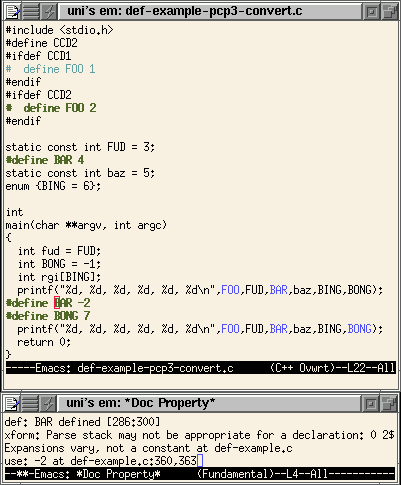 uni's em: def-example-pcp3-convert.c
#include <stdio.h>
#define CCD2
#ifdef CCD1
#  define FOO 1
#endif
#ifdef CCD2
#  define FOO 2
#endif
static const int FUD = 3;
#define BAR 4
static const int baz = 5;
enum {BING = 6};
int
main(char **argv, int argc)
{
  int fud = FUD;
  int BONG = -1;
  int rgi[BING];
  printf("%d, %d, %d, %d, %d, %d\n",FOO,FUD,BAR,baz,BING,BONG);
#define BAR -2
#define BONG 7
  printf("%d, %d, %d, %d, %d, %d\n",FOO,FUD,BAR,baz,BING,BONG);
  return 0;
}
-----Emacs: def-example-pcp3-convert.c      (C++ Ovwrt)--L22--All
uni's em: *Doc Property*
def: BAR defined [286:300]
xform: Parse stack may not be appropriate for a declaration: 0 2$
Expansions vary, not a constant at def-example.c
use: -2 at def-example.c:360,363
--**-Emacs: *Doc Property*     (Fundamental)--L4--All-----